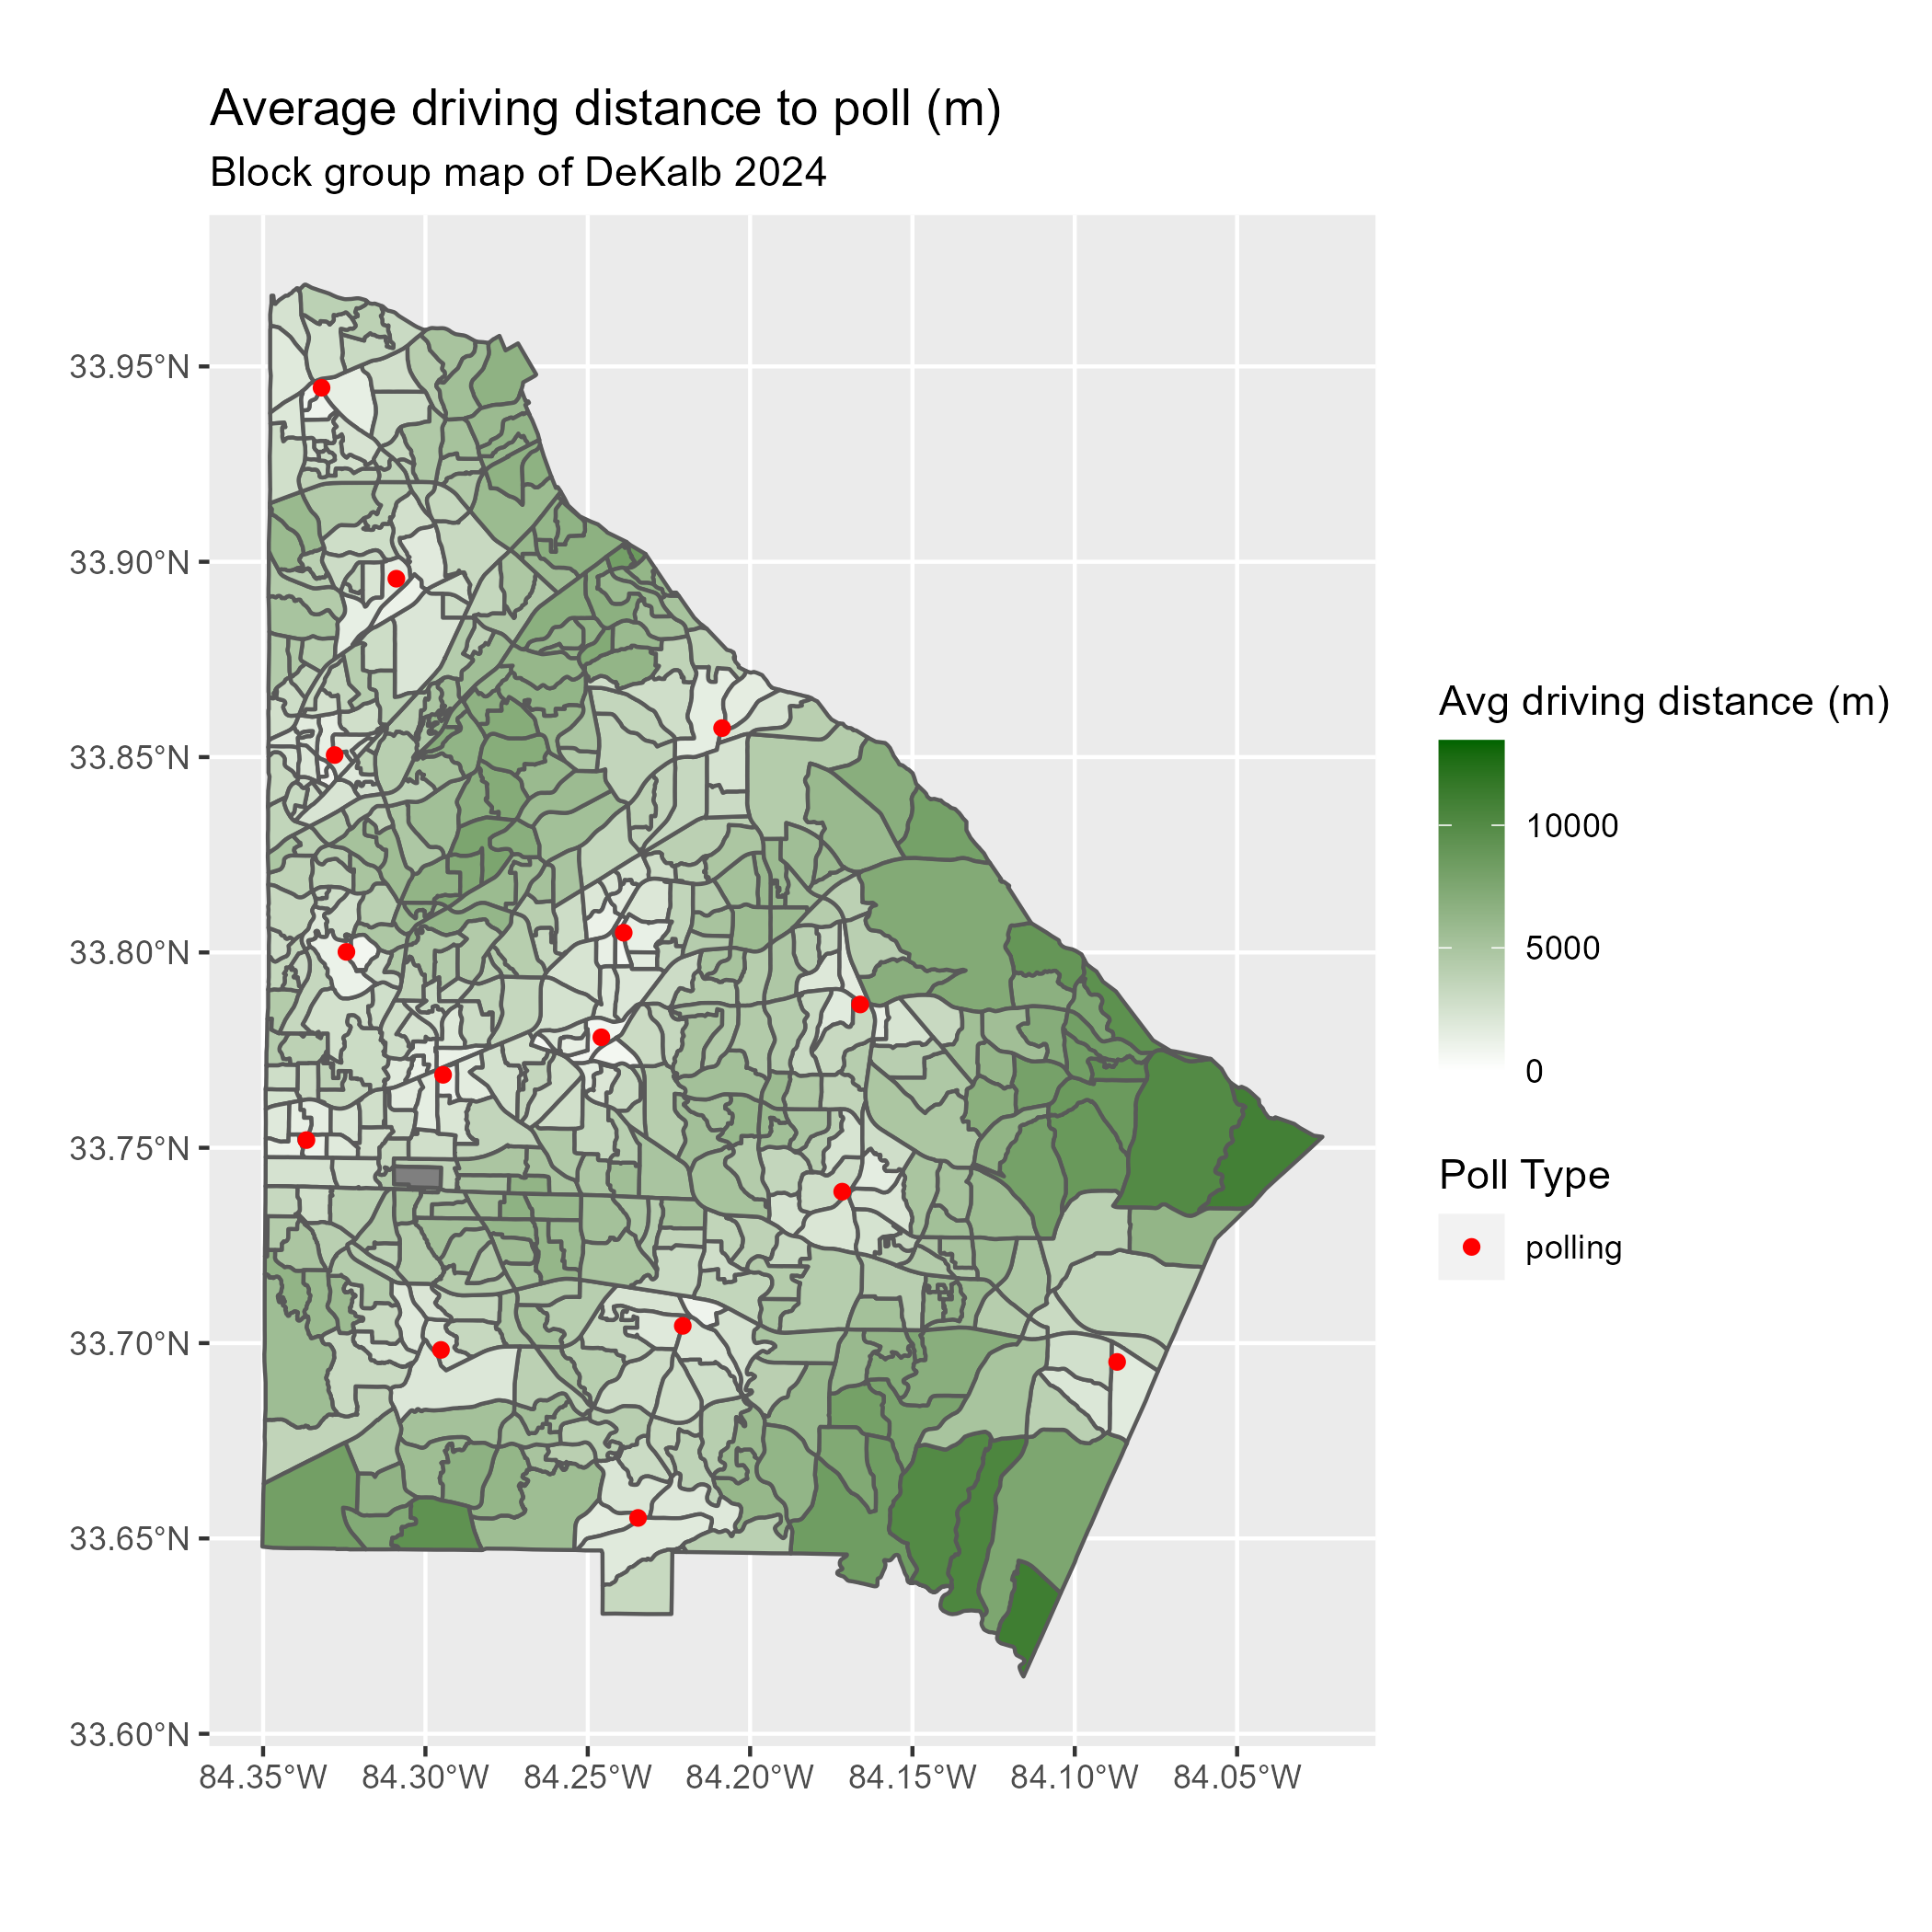 Average driving distance to poll (m)
Block group map of DeKalb 2024
33.95°N
33.90°N
33.85°N
33.80°N
33.75°N
33.70°N
33.65°N
33.60°N
84.35°W 84.30°W 84.25°W 84.20°W 84.15°W 84.10°W 84.05°W
Avg driving distance (m)
10000
5000
0
Poll Type
polling